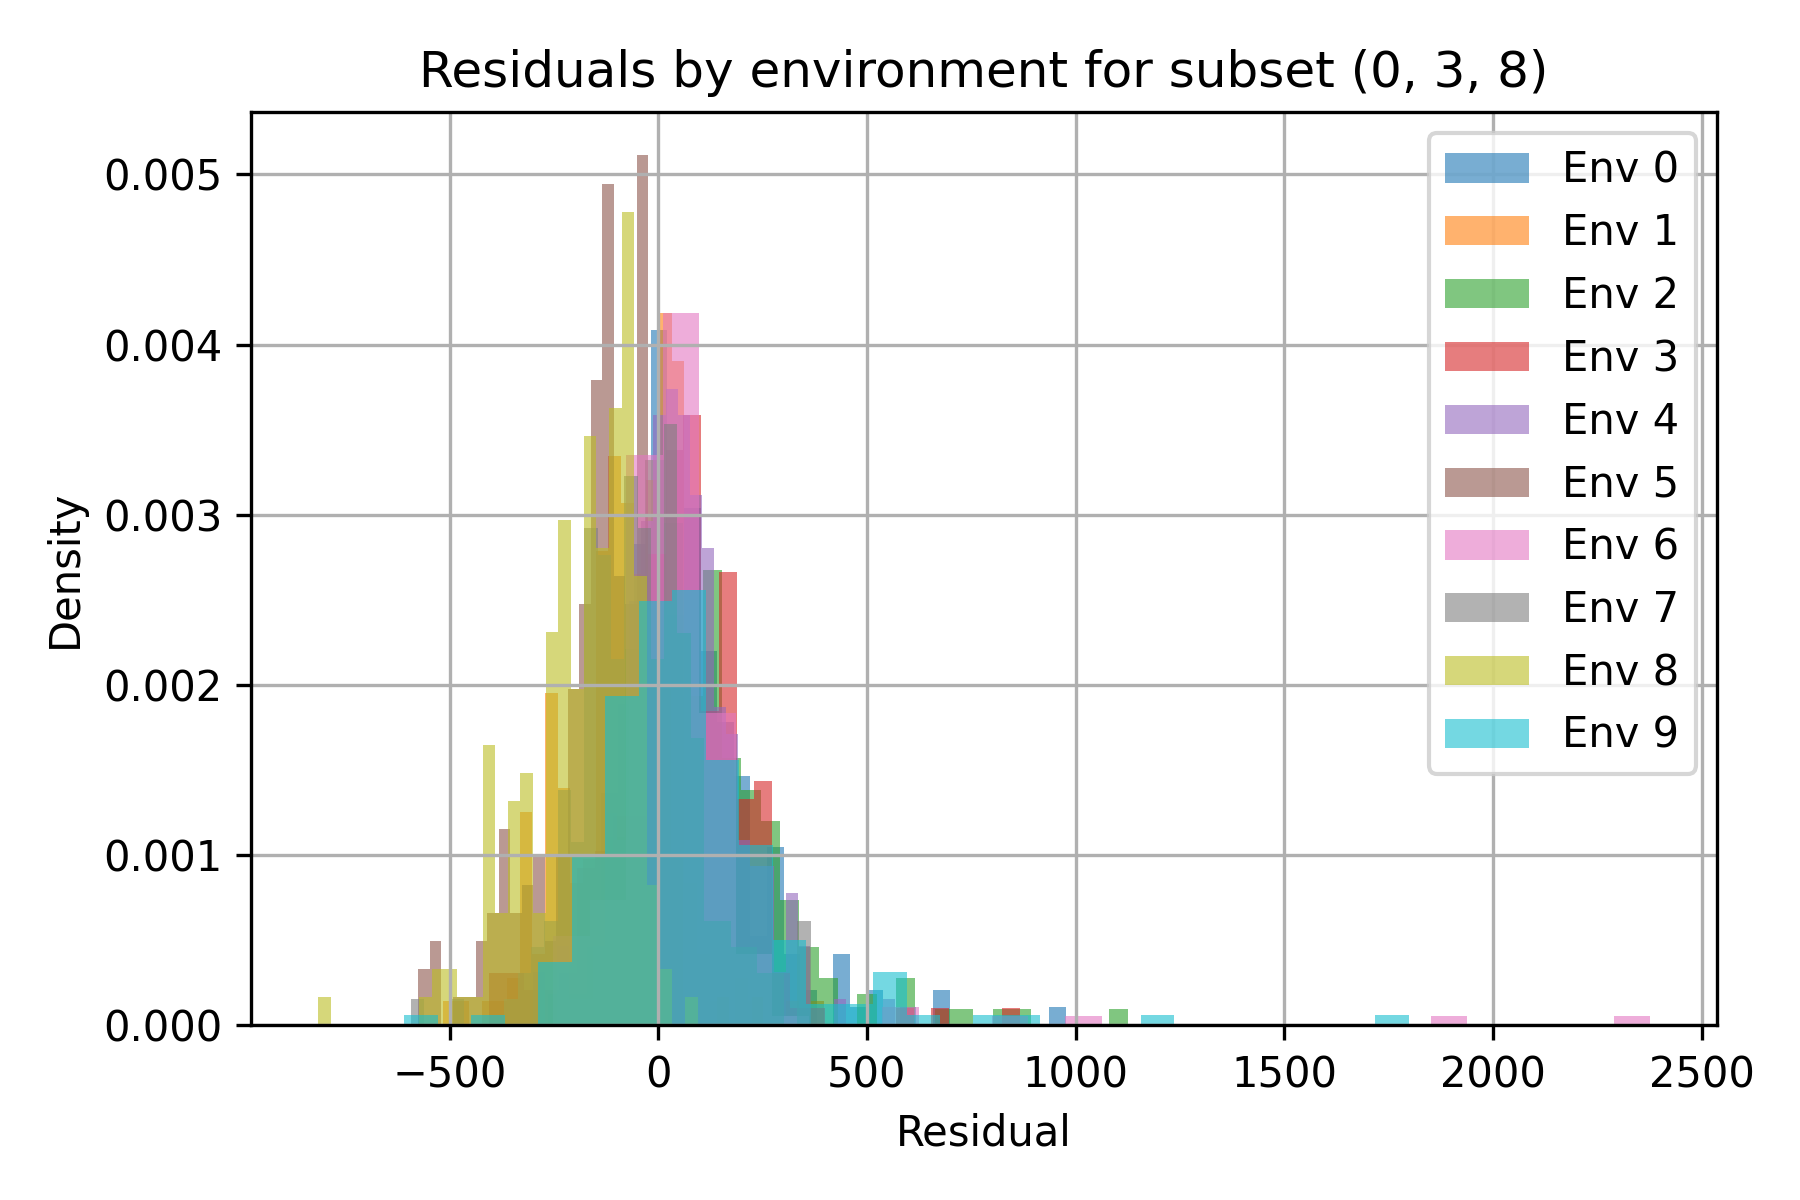 Residuals by environment for subset (0, 3, 8)
0.005
0.004
0.003
0.002
0.001
0.000
Density
−500
0
500
1000
1500
2000
2500
Residual
Env 0
Env 1
Env 2
Env 3
Env 4
Env 5
Env 6
Env 7
Env 8
Env 9